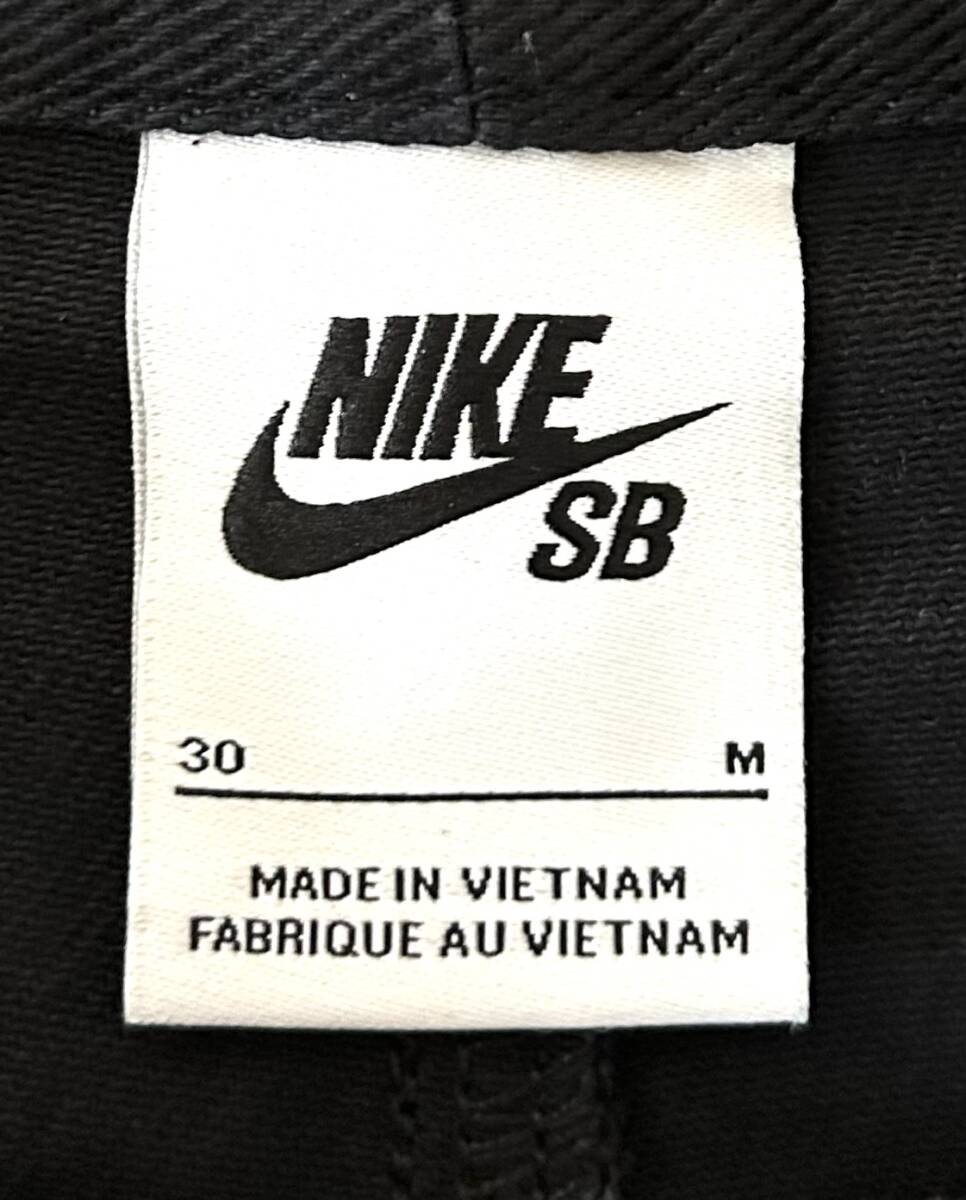 NIKE
SB
30 M
MADE IN VIETNAM
FABRIQUE AU VIETNAM